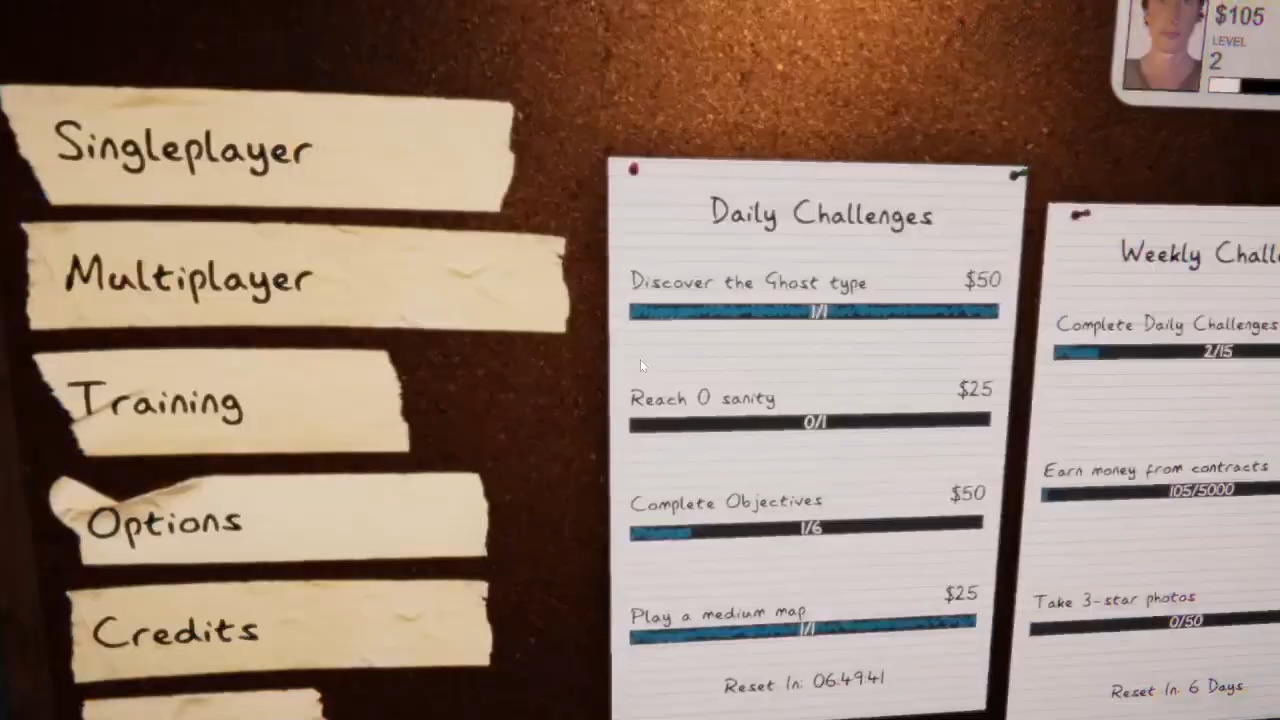 $105
LEVEL
2
Singleplayer
Multiplayer
Training
Options
Credits
Daily Challenges
Discover the Ghost type $50
1/1
Reach 0 sanity $25
0/1
Complete Objectives $50
1/6
Play a medium map $25
1/1
Reset In: 06:49:41
Weekly Chall
Complete Daily Challenges
2/15
Earn money from contracts
105/5000
Take 3-star photos
0/50
Reset In: 6 Days